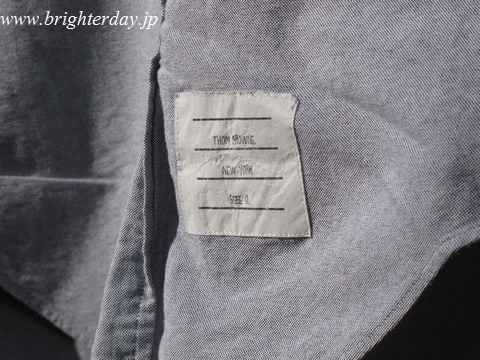 www.brighterday.jp
THOM BROWNE.
NEW YORK
SIZE 0.